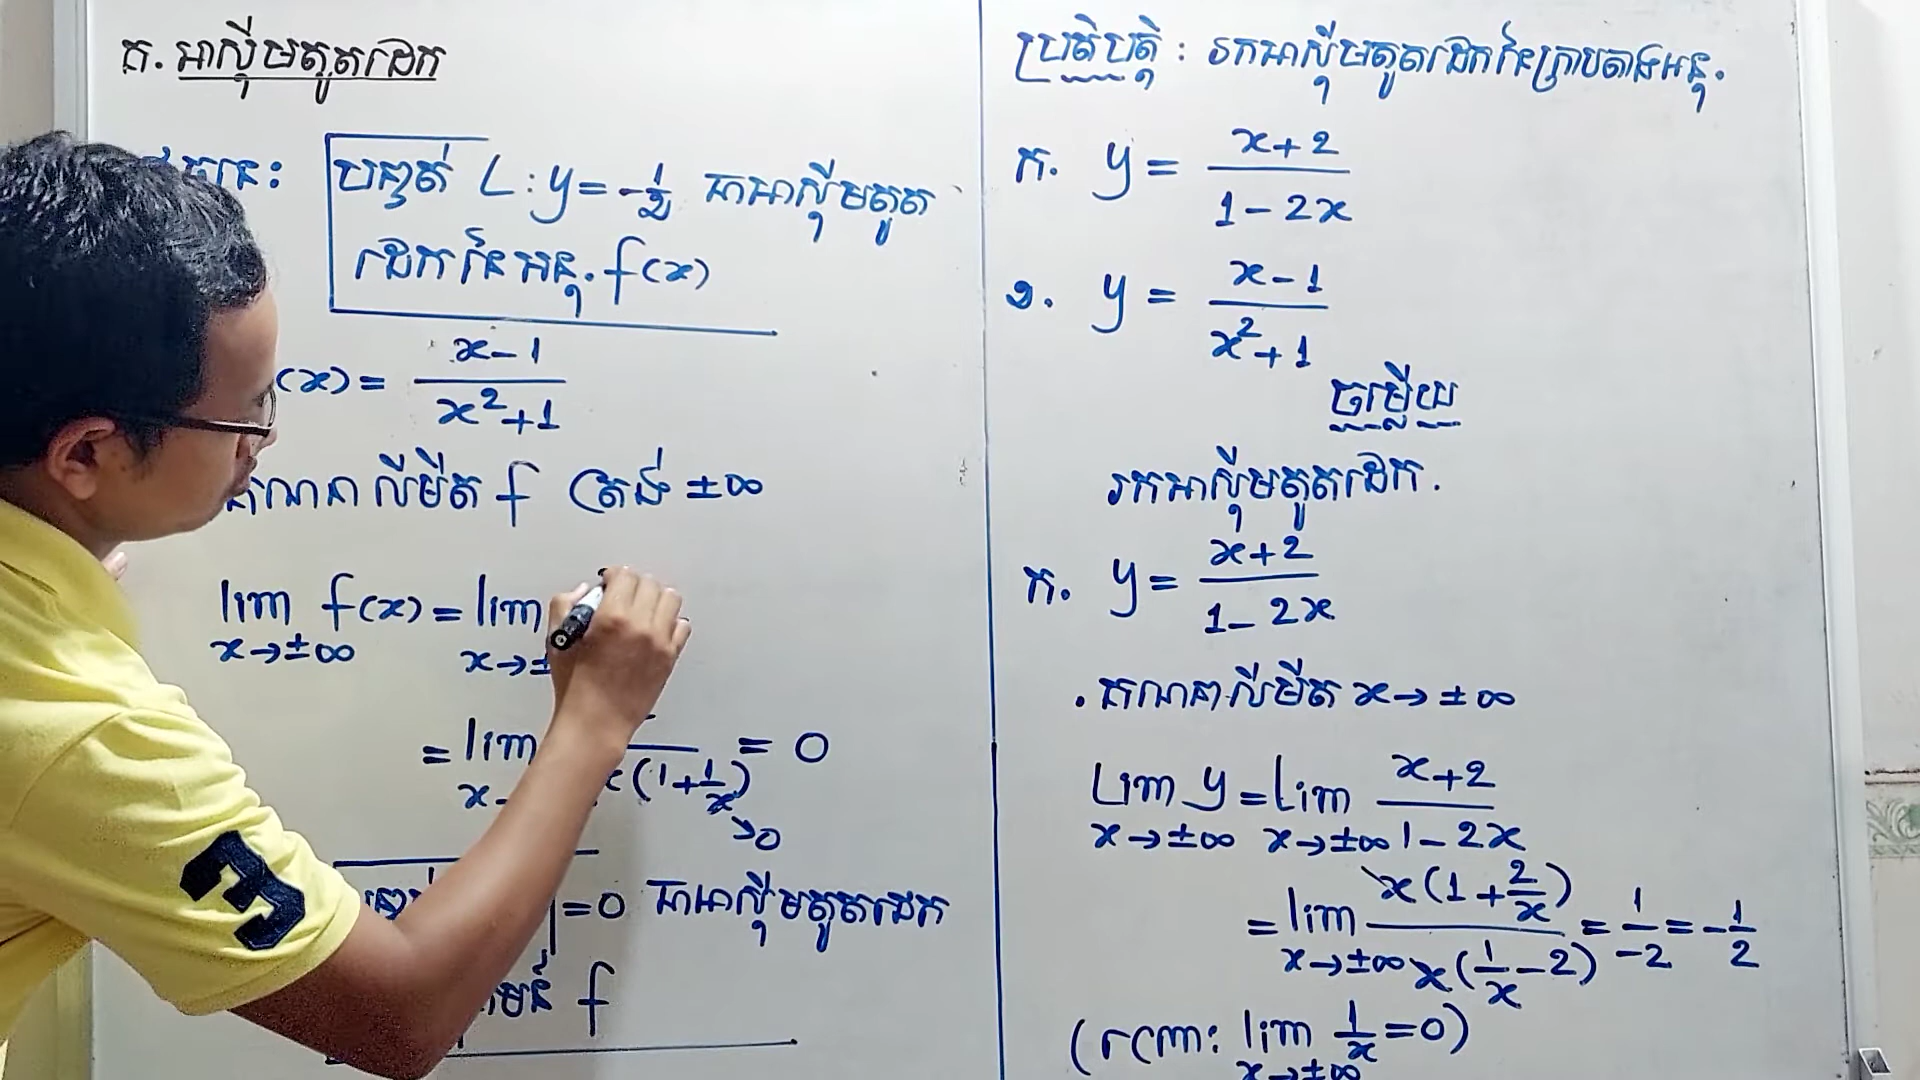 គ. អាស៊ីមតូតដេក
បន្ទាត់ L : y = -1/2 ជាអាស៊ីមតូត
ដេកនៃអនុ. f(x)
(x) = (x-1)/(x²+1)
គណនាលីមីត f ត្រង់ ±∞
lim x→±∞ f(x) = lim
= lim (1+1/x) = 0
→0
=0 ជាអាស៊ីមតូតដេក
f
ប្រតិបត្តិ : រកអាស៊ីមតូតដេកនៃក្រាបតាងអនុ.
ក. y = (x+2)/(1-2x)
២. y = (x-1)/(x²+1)
ចម្លើយ
រកអាស៊ីមតូតដេក.
ក. y = (x+2)/(1-2x)
. គណនាលីមីត x→±∞
Lim x→±∞ y = lim x→±∞ (x+2)/(1-2x)
= lim x→±∞ x(1+2/x)/x(1/x-2) = 1/-2 = -1/2
(ព្រោះ: lim x→±∞ 1/x = 0)
3